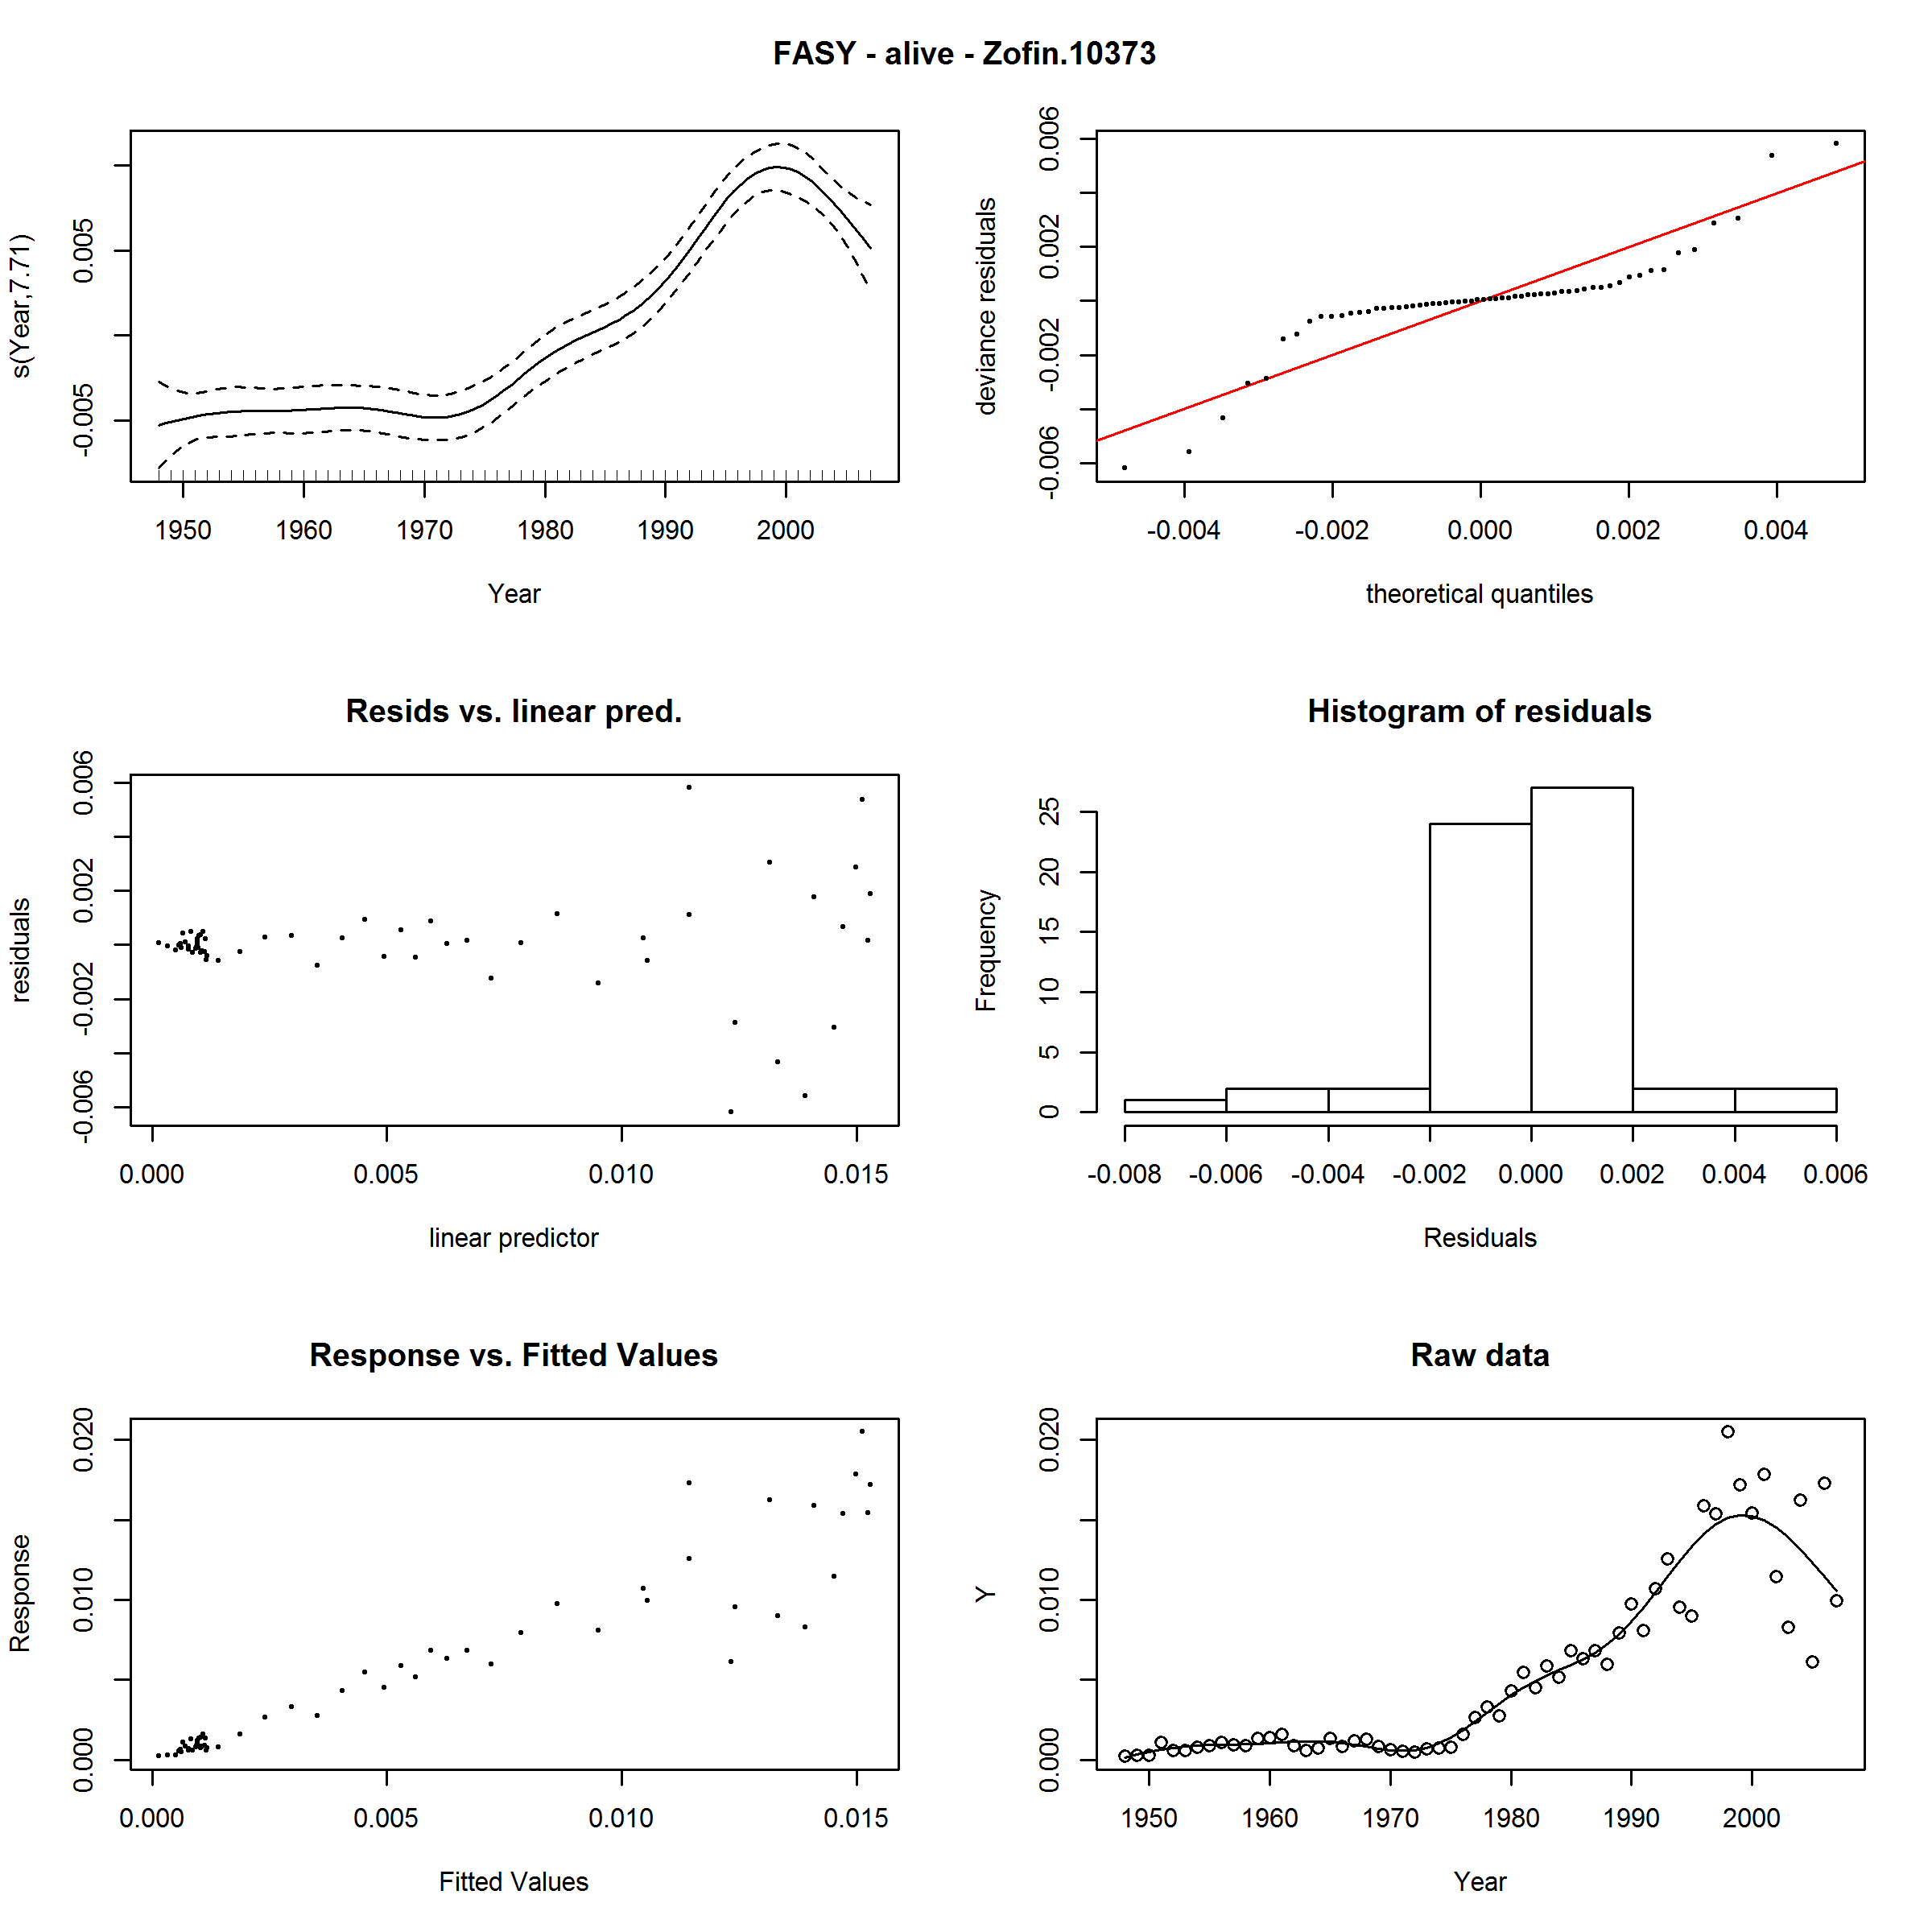 FASY - alive - Zofin.10373
s(Year,7.71)
-0.005 0.005
1950 1960 1970 1980 1990 2000
Year
deviance residuals
-0.006 -0.002 0.002 0.006
-0.004 -0.002 0.000 0.002 0.004
theoretical quantiles
Resids vs. linear pred.
residuals
-0.006 -0.002 0.002 0.006
0.000 0.005 0.010 0.015
linear predictor
Histogram of residuals
Frequency
0 5 10 15 20 25
-0.008 -0.006 -0.004 -0.002 0.000 0.002 0.004 0.006
Residuals
Response vs. Fitted Values
Response
0.000 0.010 0.020
0.000 0.005 0.010 0.015
Fitted Values
Raw data
Y
0.000 0.010 0.020
1950 1960 1970 1980 1990 2000
Year